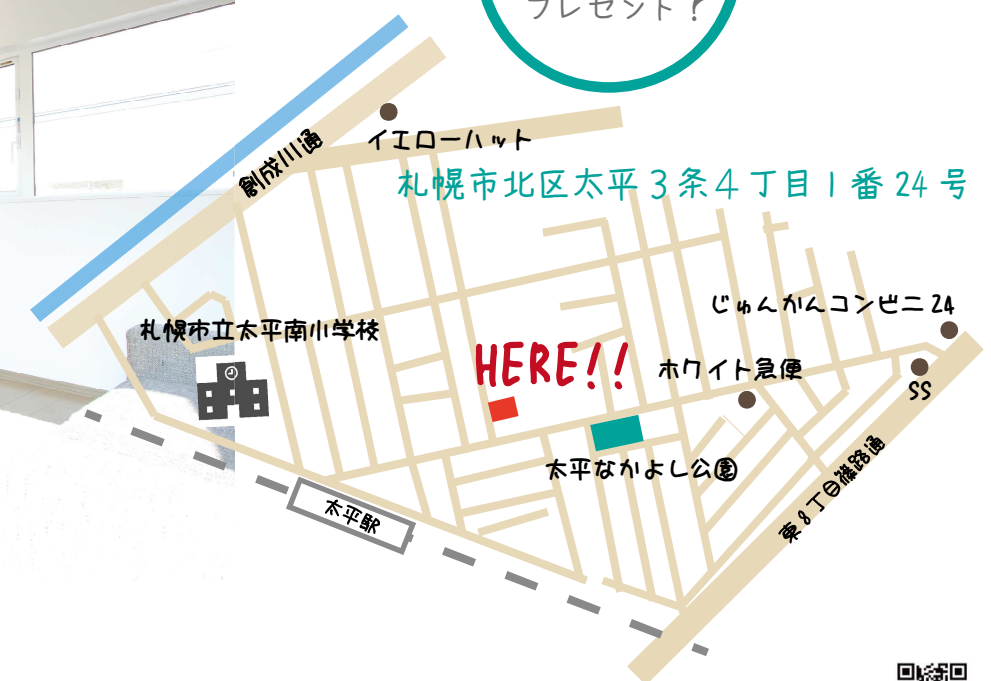 プレゼント？
イエローハット
創成川通
札幌市北区太平３条４丁目１番24号
じゅんかんコンビニ24
札幌市立太平南小学校
HERE!!
ホワイト急便
SS
太平なかよし公園
東8丁目篠路通
太平駅